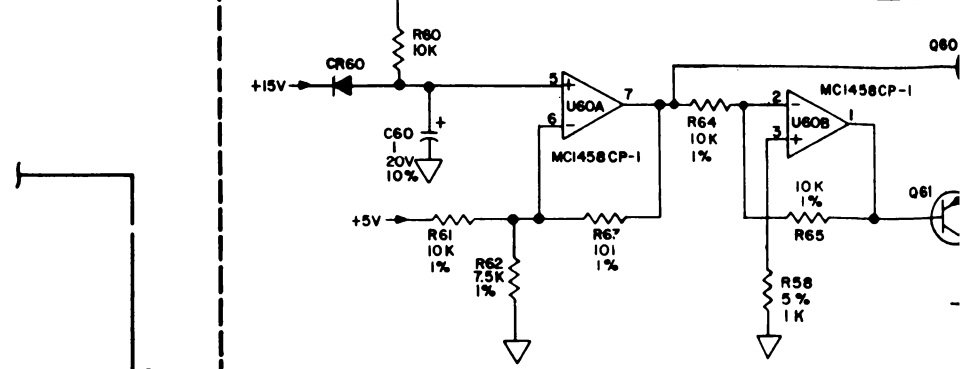 R60
10K
Q60
CR60
+15V
5
+
7
U60A
6
-
MC1458CP-1
+
C60
1
20V
10%
R64
10K
1%
MC1458CP-1
2
-
1
U60B
3
+
+5V
R61
10K
1%
R62
7.5K
1%
R67
101
1%
10K
1%
R65
Q61
R58
5%
1K